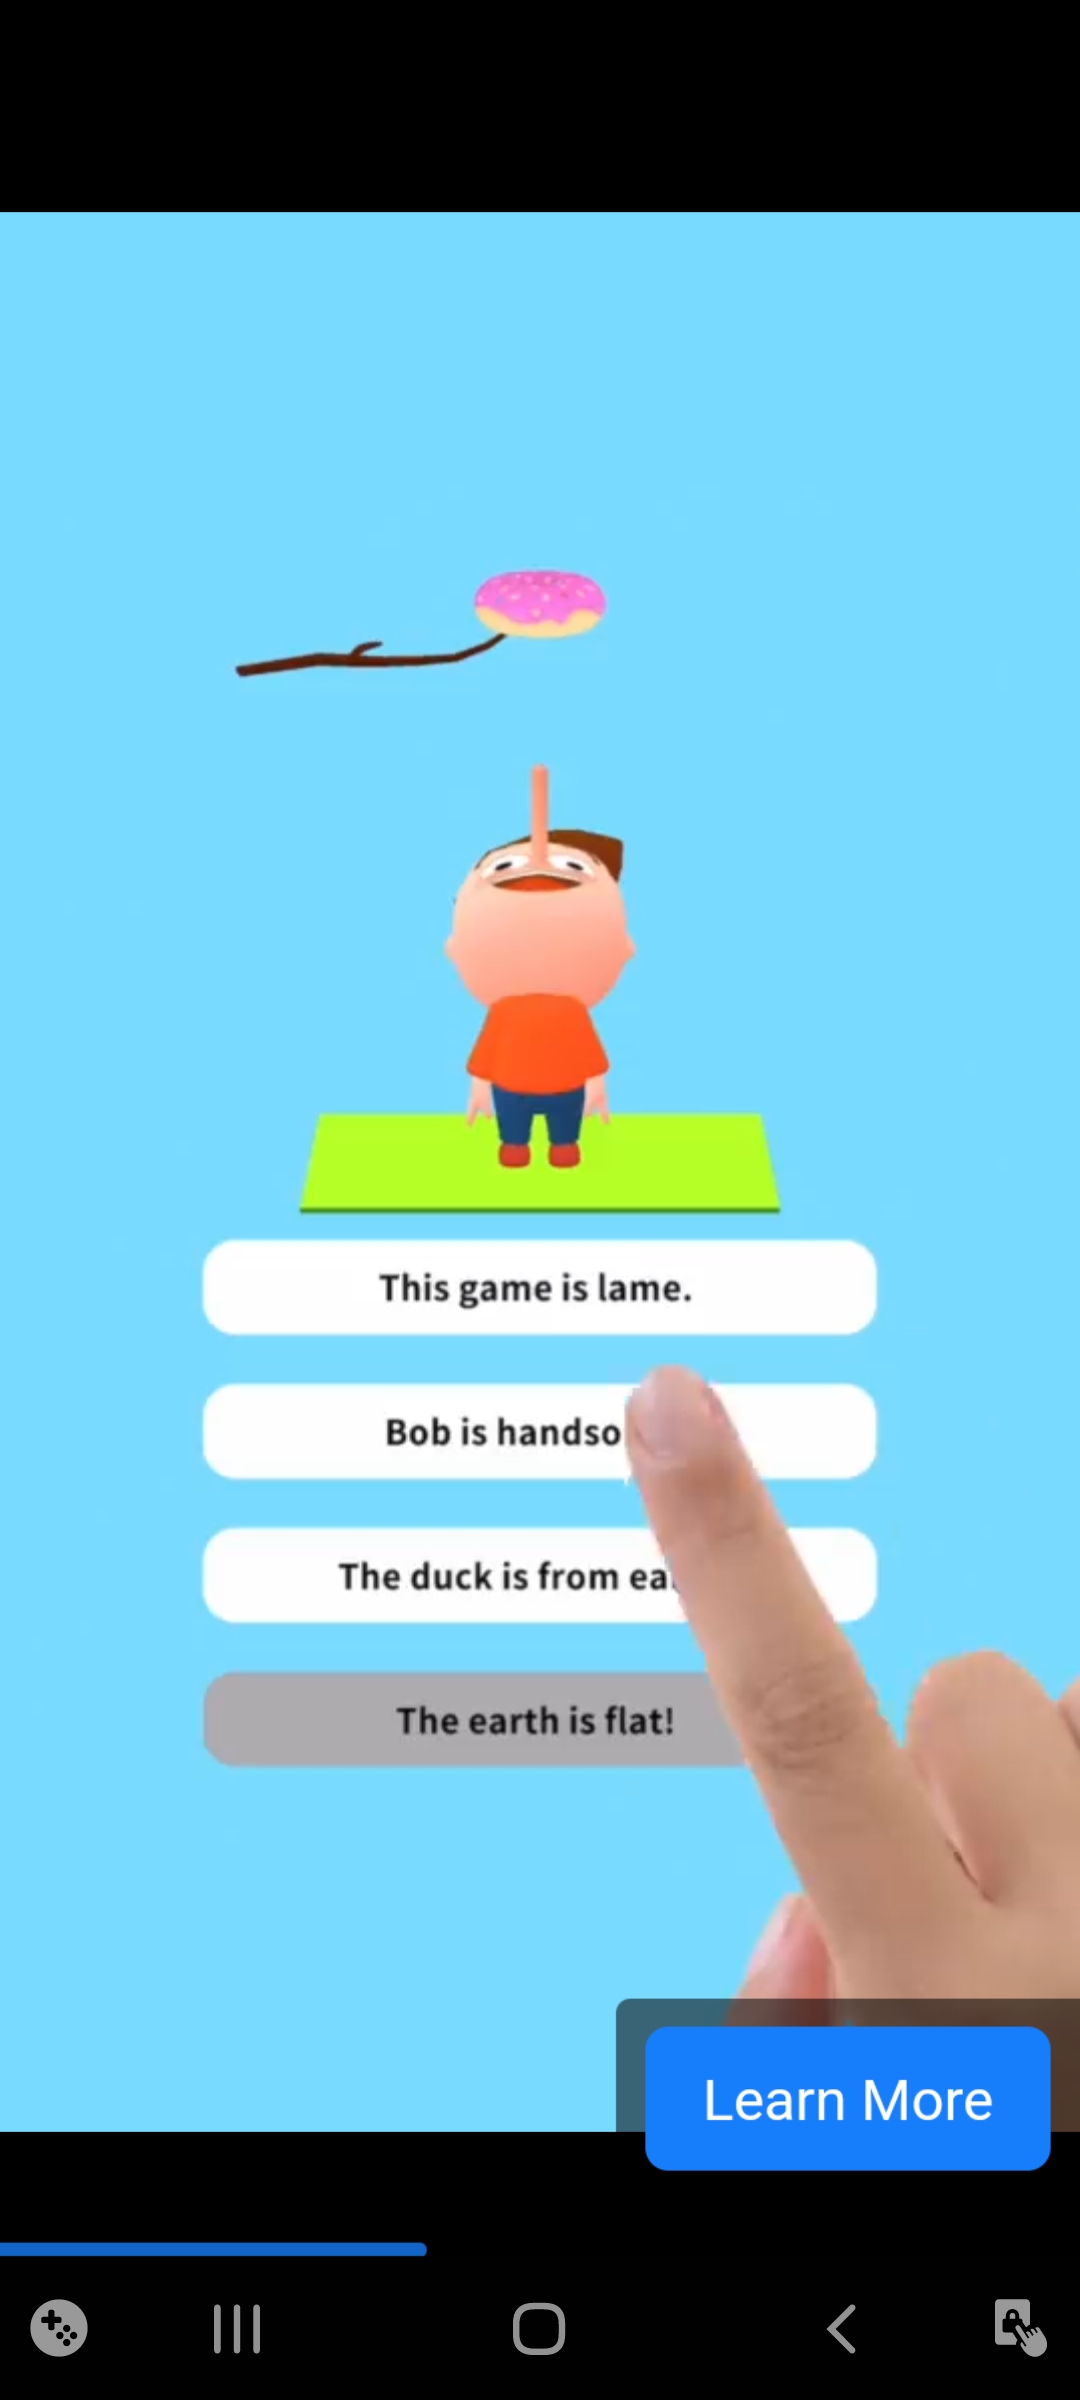 This game is lame.
Bob is handso
The duck is from ea
The earth is flat!
Learn More